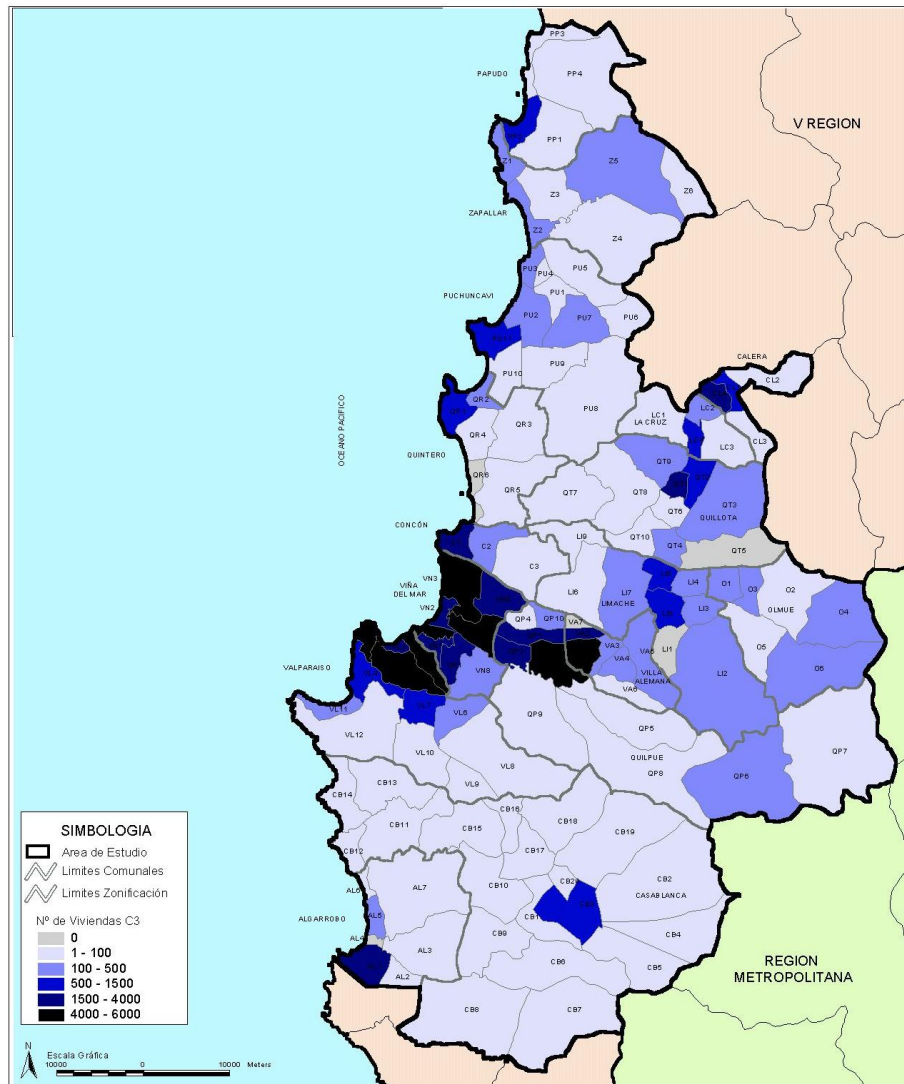 PP3
PAPUDO
PP4
V REGION
PP1
Z1
Z5
Z3
Z6
ZAPALLAR
Z2
Z4
PU3
PU5
PU4
PUCHUNCAVI
PU1
PU2
PU7
PU6
CALERA
PU9
CL2
PU10
QR2
LC2
PU8
LC1
LA CRUZ
QR3
LC3
CL3
QR4
OCEANO PACIFICO
QUINTERO
QT9
QR6
QR5
QT7
QT8
QT3
QUILLOTA
QT6
CONCÓN
C2
LI9
QT10
QT4
QT5
C3
VN3
VIÑA
DEL MAR
LI6
LI7
LIMACHE
LI4
O1
O3
O2
OLMUE
VN2
QP4
QP10
VA7
LI3
O4
VALPARAISO
VA3
VA5
LI1
O5
VN8
VA4
VILLA
ALEMANA
LI2
O6
VA6
VL11
VL6
QP9
QP5
VL12
QUILPUE
QP7
VL10
VL8
QP8
QP6
VL9
CB13
CB14
CB16
CB18
CB11
CB15
CB19
CB12
CB17
SIMBOLOGIA
Area de Estudio
Limites Comunales
Limites Zonificación
Nº de Viviendas C3
0
1 - 100
100 - 500
500 - 1500
1500 - 4000
4000 - 6000
AL6
AL7
CB10
CB2
CASABLANCA
AL5
ALGARROBO
AL4
CB9
CB4
AL3
AL2
CB6
CB5
REGION
METROPOLITANA
CB8
CB7
N
Escala Gráfica
10000
0
10000 Meters